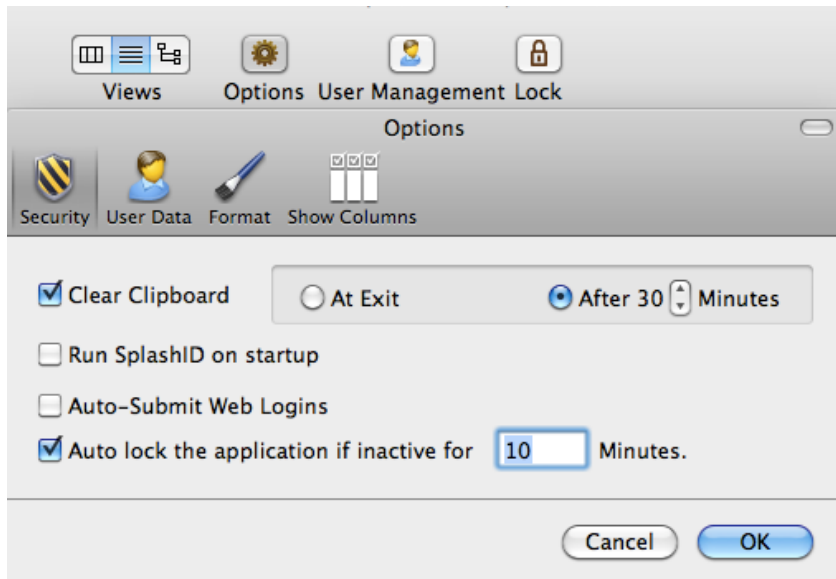 Views Options User Management Lock
Options
Security User Data Format Show Columns
Clear Clipboard At Exit After 30 Minutes
Run SplashID on startup
Auto-Submit Web Logins
Auto lock the application if inactive for 10 Minutes.
Cancel OK